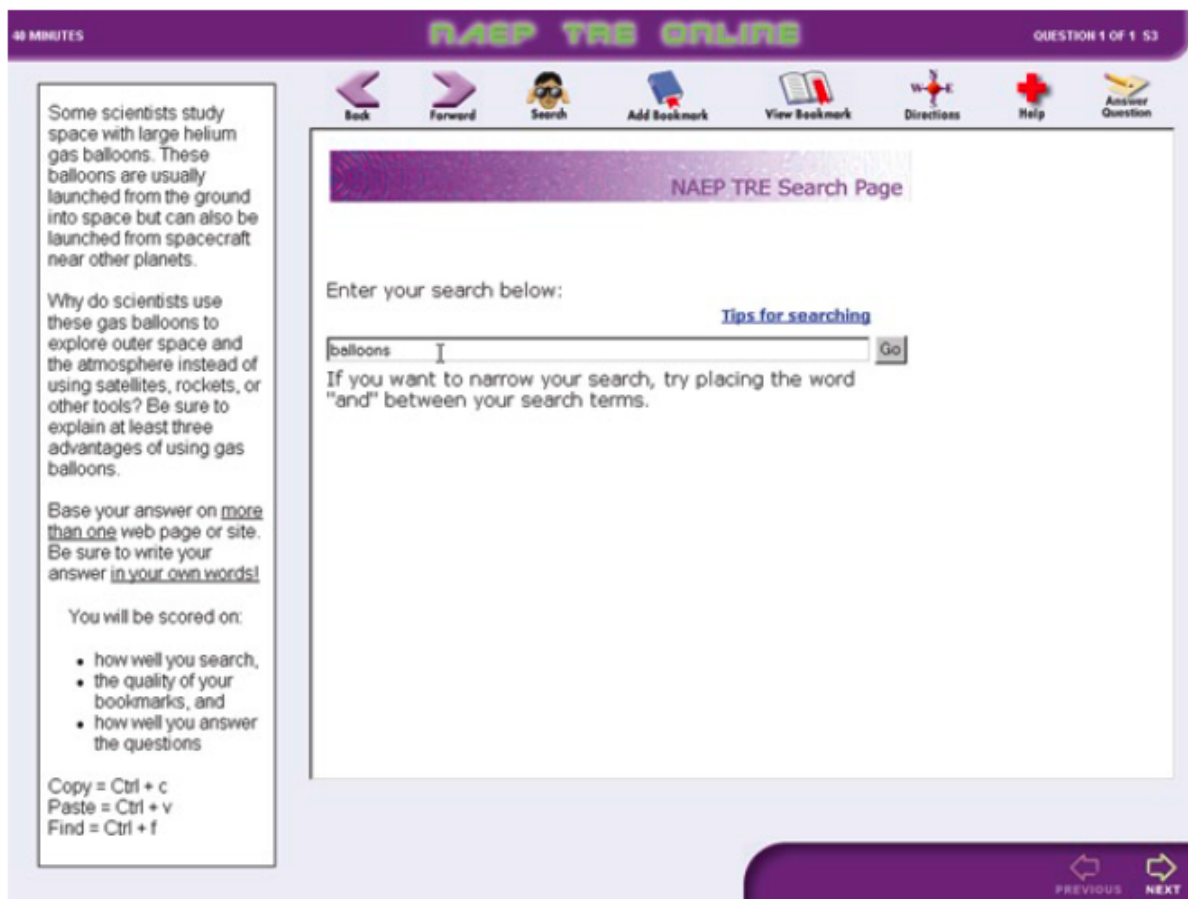 40 MINUTES
NAEP TRE ONLINE
QUESTION 1 OF 1 S3
Back
Forward
Search
Add Bookmark
View Bookmark
N
W E
S
Directions
Help
Answer
Question
Some scientists study
space with large helium
gas balloons. These
balloons are usually
launched from the ground
into space but can also be
launched from spacecraft
near other planets.
Why do scientists use
these gas balloons to
explore outer space and
the atmosphere instead of
using satellites, rockets, or
other tools? Be sure to
explain at least three
advantages of using gas
balloons.
Base your answer on more
than one web page or site.
Be sure to write your
answer in your own words!
You will be scored on:
• how well you search,
• the quality of your
bookmarks, and
• how well you answer
the questions
Copy = Ctrl + c
Paste = Ctrl + v
Find = Ctrl + f
NAEP TRE Search Page
Enter your search below:
Tips for searching
balloons
Go
If you want to narrow your search, try placing the word
"and" between your search terms.
PREVIOUS
NEXT